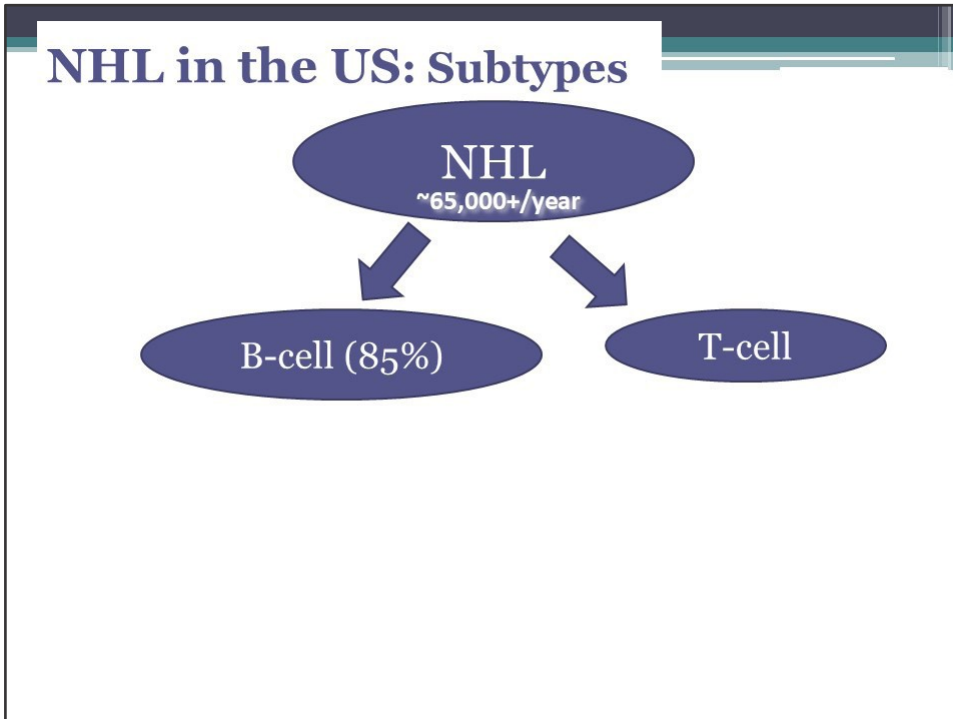 NHL in the US: Subtypes
NHL
~65,000+/year
B-cell (85%)
T-cell